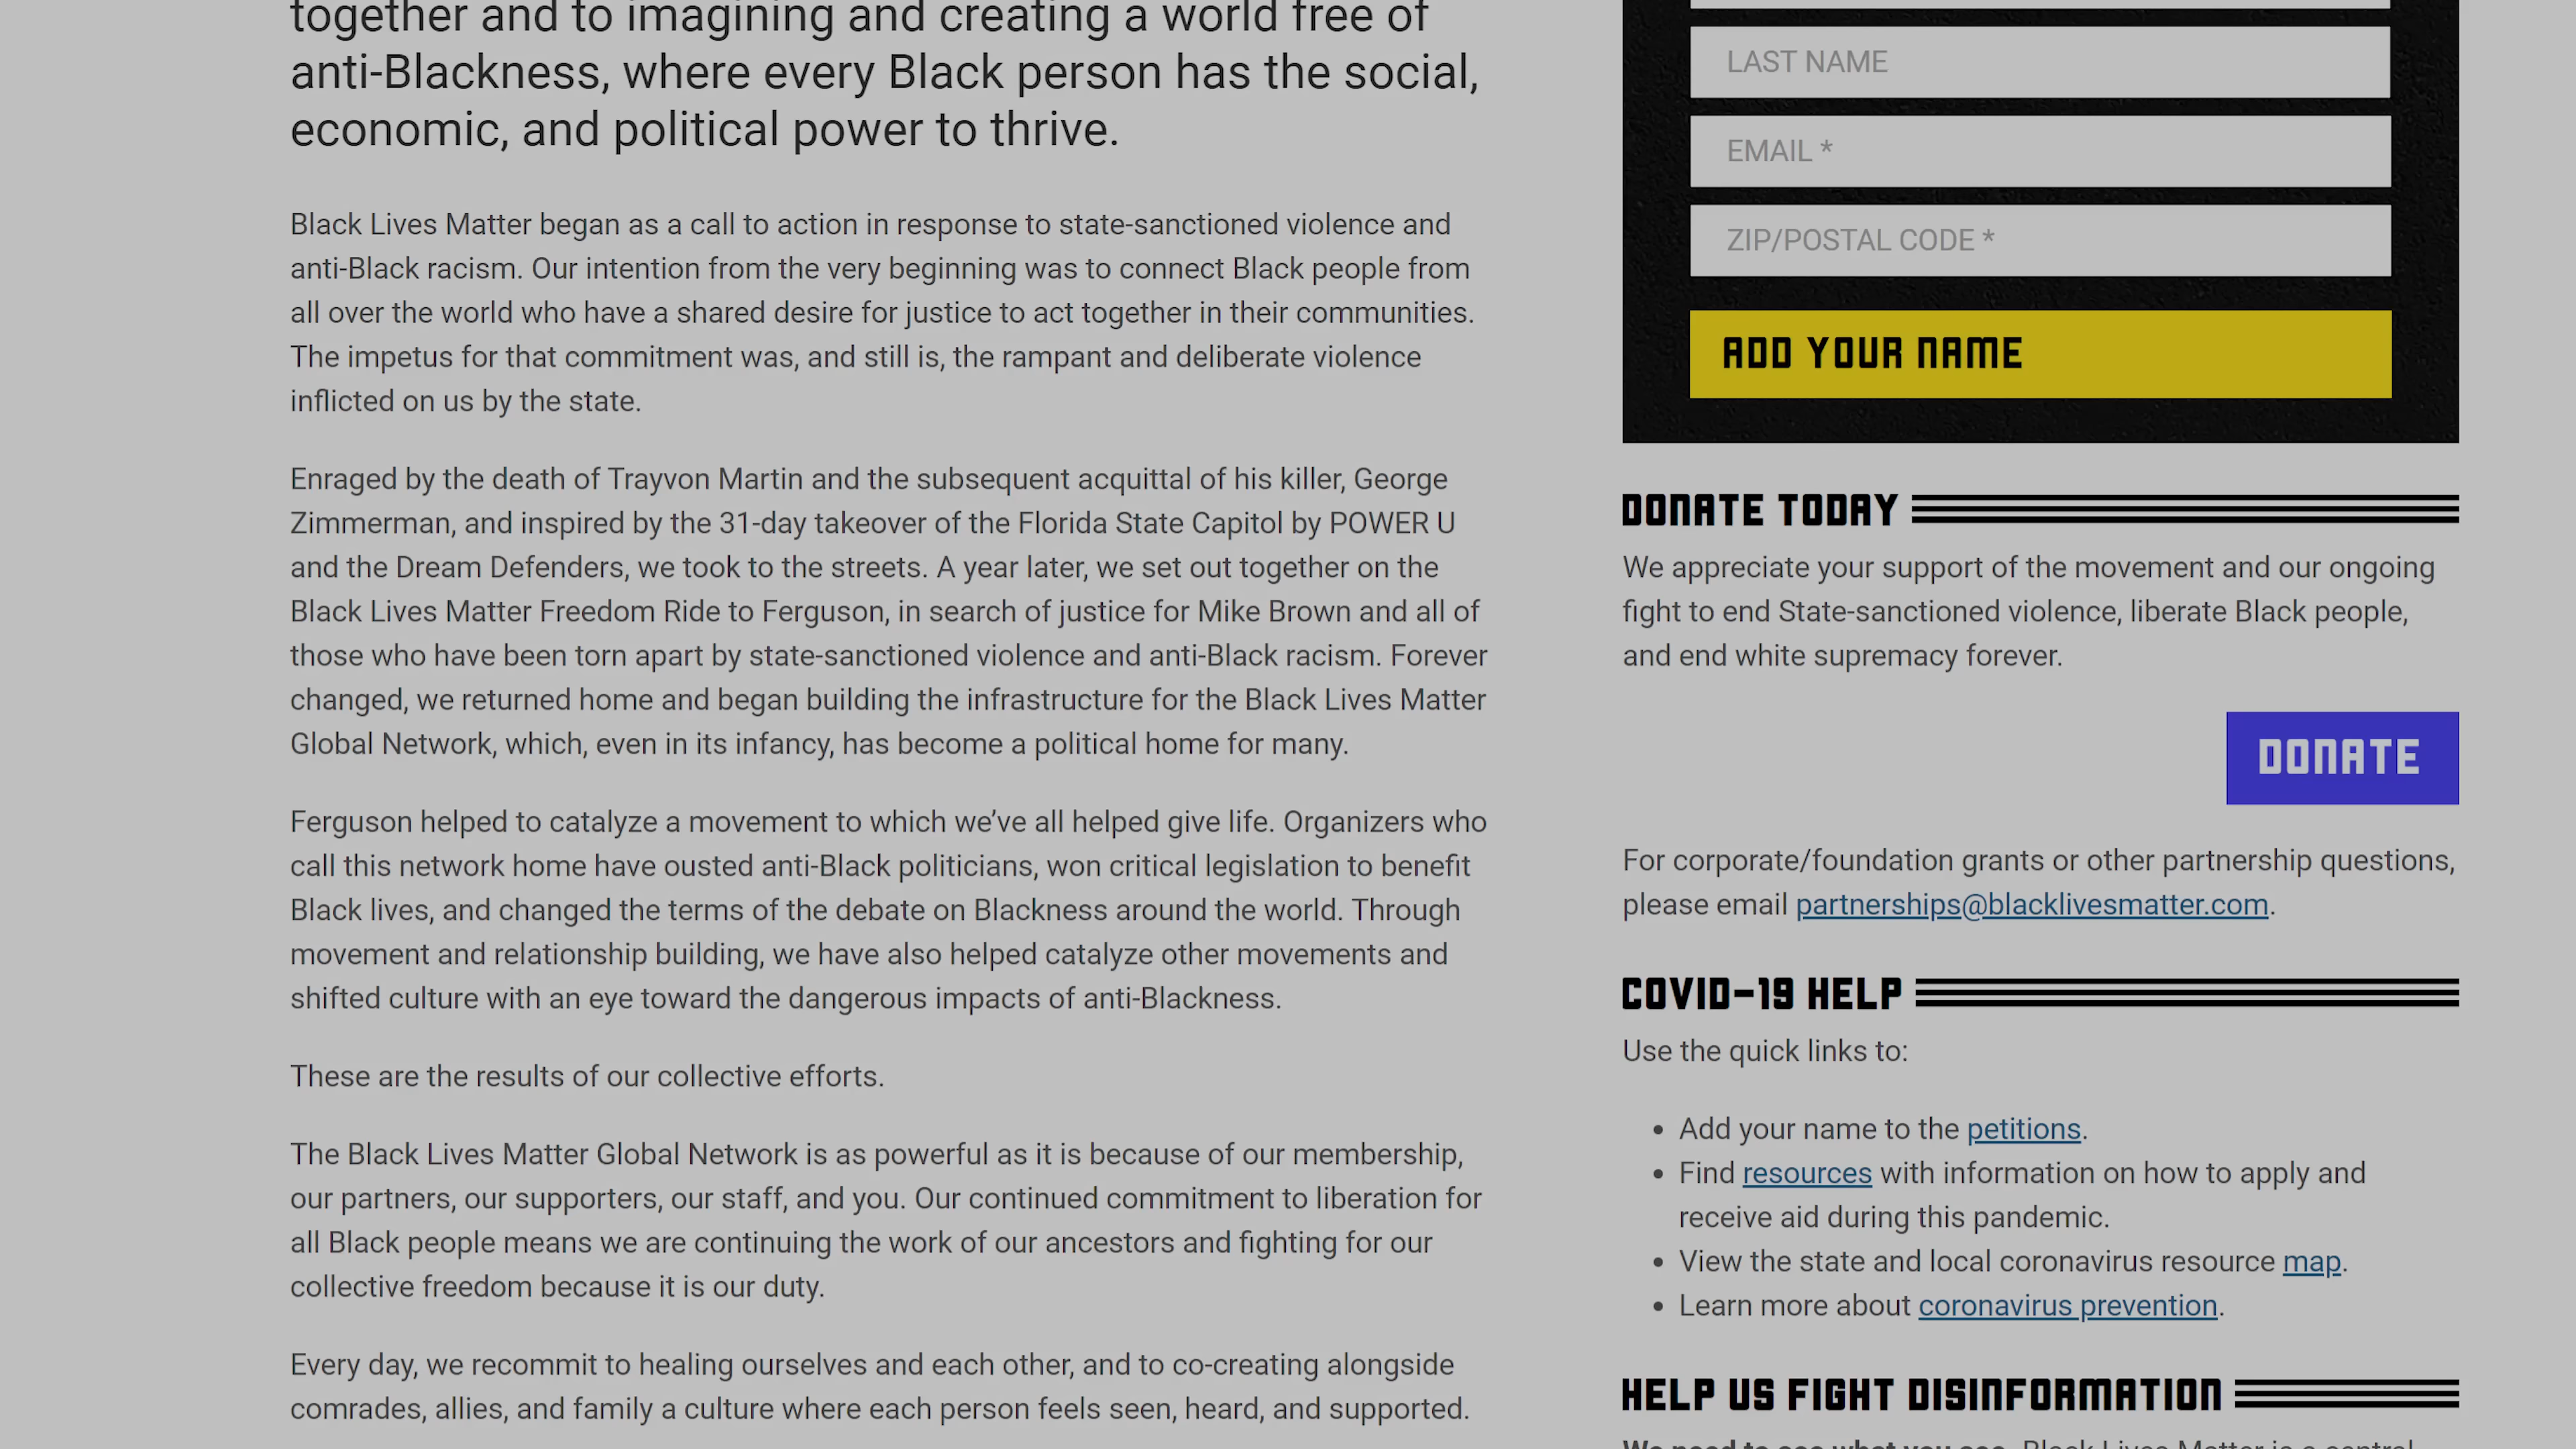 together and to imagining and creating a world free of
anti-Blackness, where every Black person has the social,
economic, and political power to thrive.
Black Lives Matter began as a call to action in response to state-sanctioned violence and
anti-Black racism. Our intention from the very beginning was to connect Black people from
all over the world who have a shared desire for justice to act together in their communities.
The impetus for that commitment was, and still is, the rampant and deliberate violence
inflicted on us by the state.
Enraged by the death of Trayvon Martin and the subsequent acquittal of his killer, George
Zimmerman, and inspired by the 31-day takeover of the Florida State Capitol by POWER U
and the Dream Defenders, we took to the streets. A year later, we set out together on the
Black Lives Matter Freedom Ride to Ferguson, in search of justice for Mike Brown and all of
those who have been torn apart by state-sanctioned violence and anti-Black racism. Forever
changed, we returned home and began building the infrastructure for the Black Lives Matter
Global Network, which, even in its infancy, has become a political home for many.
Ferguson helped to catalyze a movement to which we’ve all helped give life. Organizers who
call this network home have ousted anti-Black politicians, won critical legislation to benefit
Black lives, and changed the terms of the debate on Blackness around the world. Through
movement and relationship building, we have also helped catalyze other movements and
shifted culture with an eye toward the dangerous impacts of anti-Blackness.
These are the results of our collective efforts.
The Black Lives Matter Global Network is as powerful as it is because of our membership,
our partners, our supporters, our staff, and you. Our continued commitment to liberation for
all Black people means we are continuing the work of our ancestors and fighting for our
collective freedom because it is our duty.
Every day, we recommit to healing ourselves and each other, and to co-creating alongside
comrades, allies, and family a culture where each person feels seen, heard, and supported.
LAST NAME
EMAIL *
ZIP/POSTAL CODE *
ADD YOUR NAME
DONATE TODAY
We appreciate your support of the movement and our ongoing
fight to end State-sanctioned violence, liberate Black people,
and end white supremacy forever.
DONATE
For corporate/foundation grants or other partnership questions,
please email partnerships@blacklivesmatter.com.
COVID-19 HELP
Use the quick links to:
• Add your name to the petitions.
• Find resources with information on how to apply and
receive aid during this pandemic.
• View the state and local coronavirus resource map.
• Learn more about coronavirus prevention.
HELP US FIGHT DISINFORMATION
We need to see what you see. Black Lives Matter is a central